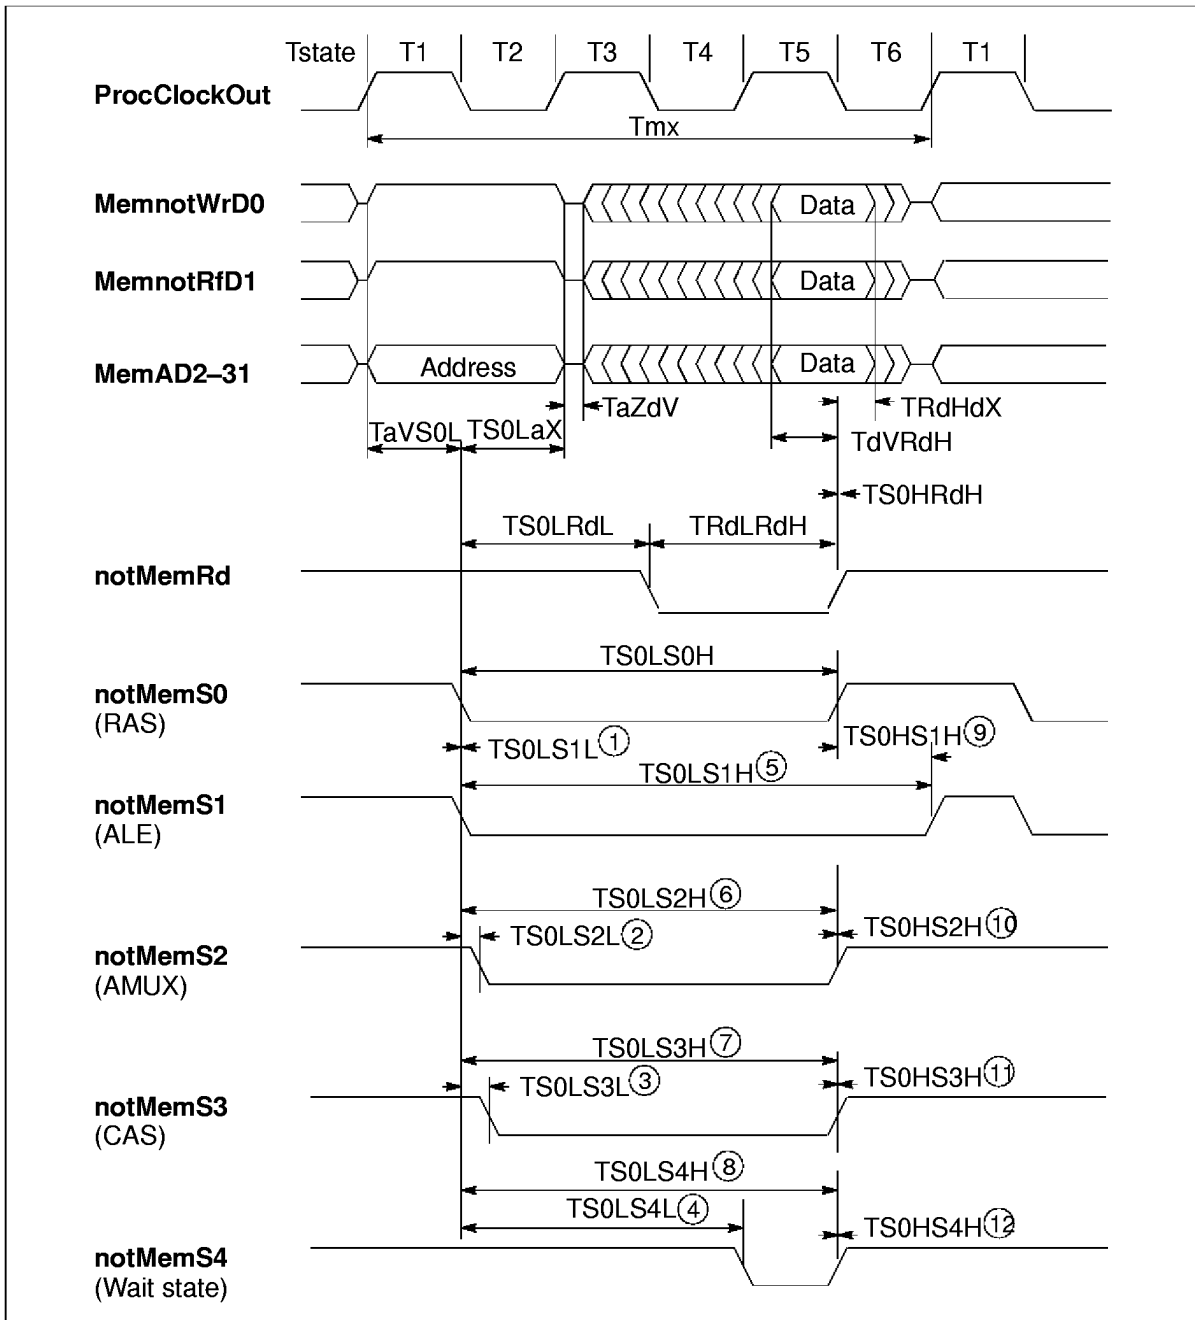 Tstate T1 T2 T3 T4 T5 T6 T1
ProcClockOut
Tmx
MemnotWrD0 Data
MemnotRfD1 Data
MemAD2–31 Address Data
TaZdV TRdHdX
TaVS0L TS0LaX TdVRdH
TS0HRdH
TS0LRdL TRdLRdH
notMemRd
TS0LS0H
notMemS0
(RAS)
TS0LS1L① TS0HS1H⑨
TS0LS1H⑤
notMemS1
(ALE)
TS0LS2H⑥
TS0LS2L② TS0HS2H⑩
notMemS2
(AMUX)
TS0LS3H⑦
TS0LS3L③ TS0HS3H⑪
notMemS3
(CAS)
TS0LS4H⑧
TS0LS4L④ TS0HS4H⑫
notMemS4
(Wait state)